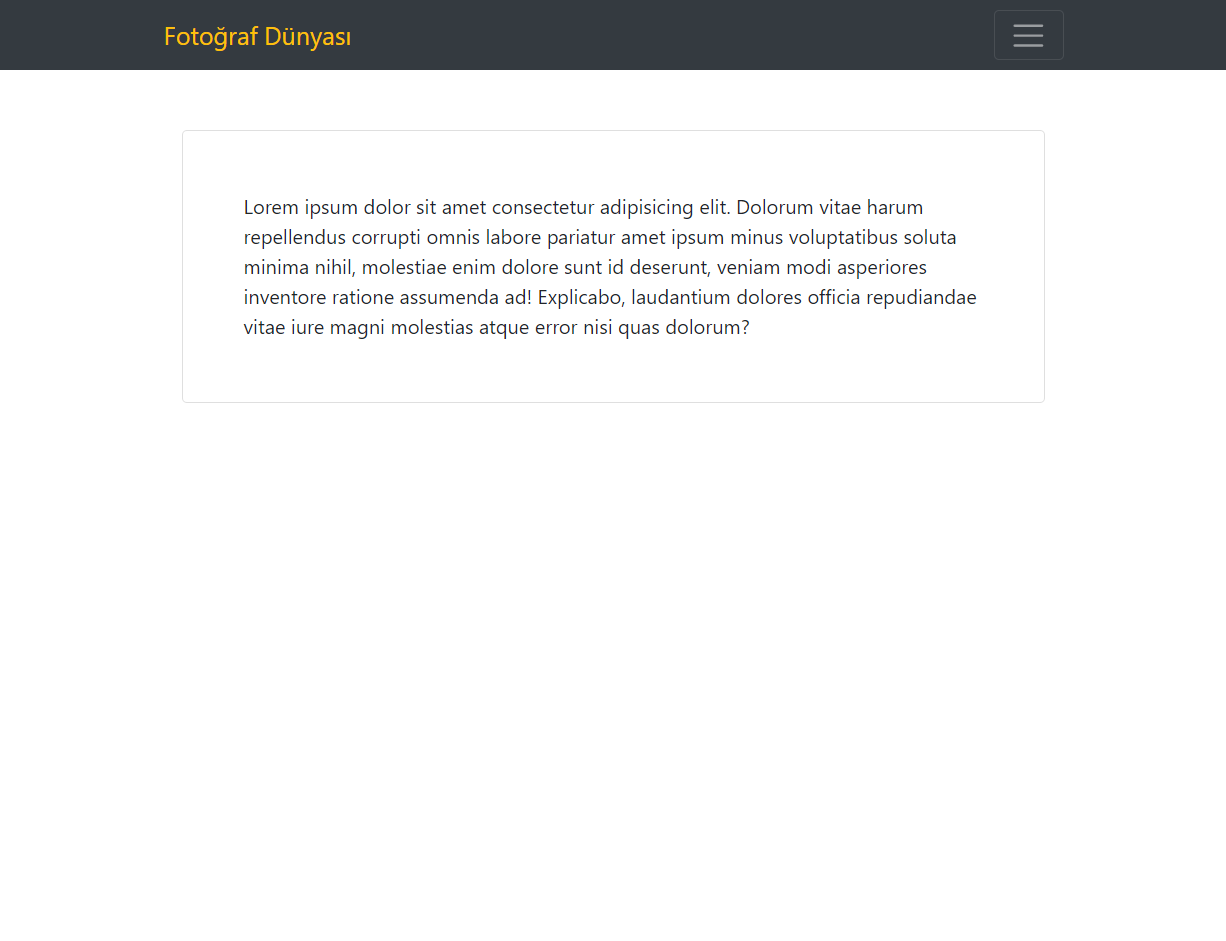 Fotoğraf Dünyası
Lorem ipsum dolor sit amet consectetur adipisicing elit. Dolorum vitae harum
repellendus corrupti omnis labore pariatur amet ipsum minus voluptatibus soluta
minima nihil, molestiae enim dolore sunt id deserunt, veniam modi asperiores
inventore ratione assumenda ad! Explicabo, laudantium dolores officia repudiandae
vitae iure magni molestias atque error nisi quas dolorum?